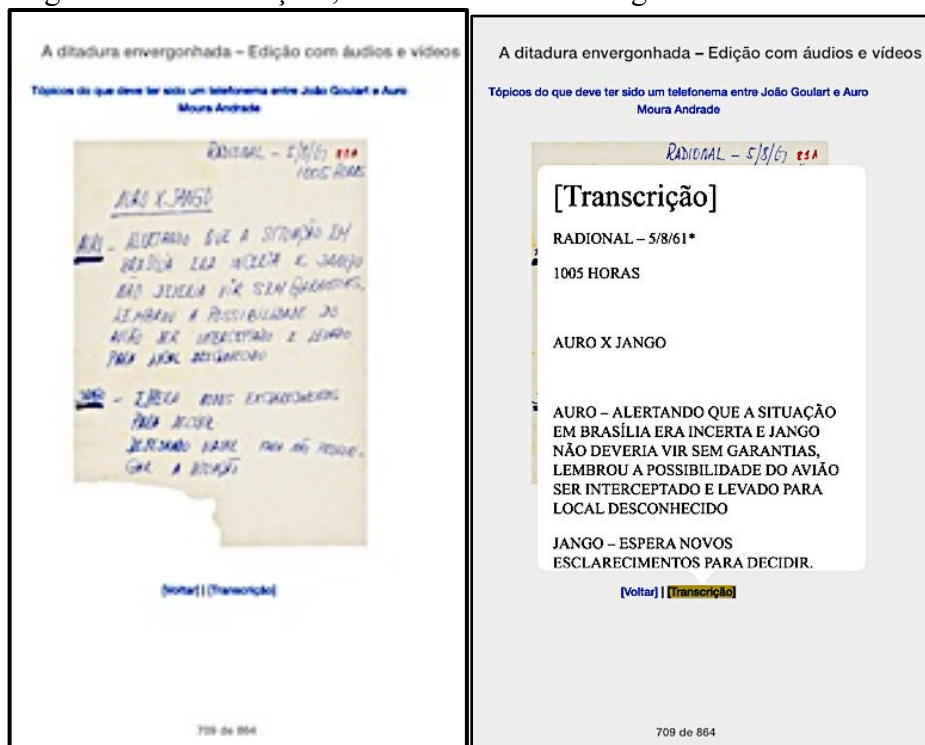 A ditadura envergonhada – Edição com áudios e vídeos
Tópicos do que deve ter sido um telefonema entre João Goulart e Auro
Moura Andrade
RADIONAL – 5/8/61 81A
1005 HORAS
AURO X JANGO
AURO – ALERTANDO QUE A SITUAÇÃO EM
BRASÍLIA ERA INCERTA E JANGO
NÃO DEVERIA VIR SEM GARANTIAS,
LEMBROU A POSSIBILIDADE DO
AVIÃO SER INTERCEPTADO E LEVADO
PARA LOCAL DESCONHECIDO
JANGO – ESPERA NOVOS ESCLARECIMENTOS
PARA DECIDIR
PARA NÃO
A
[Voltar] | [Transcrição]
709 de 864
A ditadura envergonhada – Edição com áudios e vídeos
Tópicos do que deve ter sido um telefonema entre João Goulart e Auro
Moura Andrade
RADIONAL – 5/8/61 81A
[Transcrição]
RADIONAL – 5/8/61*
1005 HORAS
AURO X JANGO
AURO – ALERTANDO QUE A SITUAÇÃO
EM BRASÍLIA ERA INCERTA E JANGO
NÃO DEVERIA VIR SEM GARANTIAS,
LEMBROU A POSSIBILIDADE DO AVIÃO
SER INTERCEPTADO E LEVADO PARA
LOCAL DESCONHECIDO
JANGO – ESPERA NOVOS
ESCLARECIMENTOS PARA DECIDIR.
[Voltar] | [Transcrição]
709 de 864